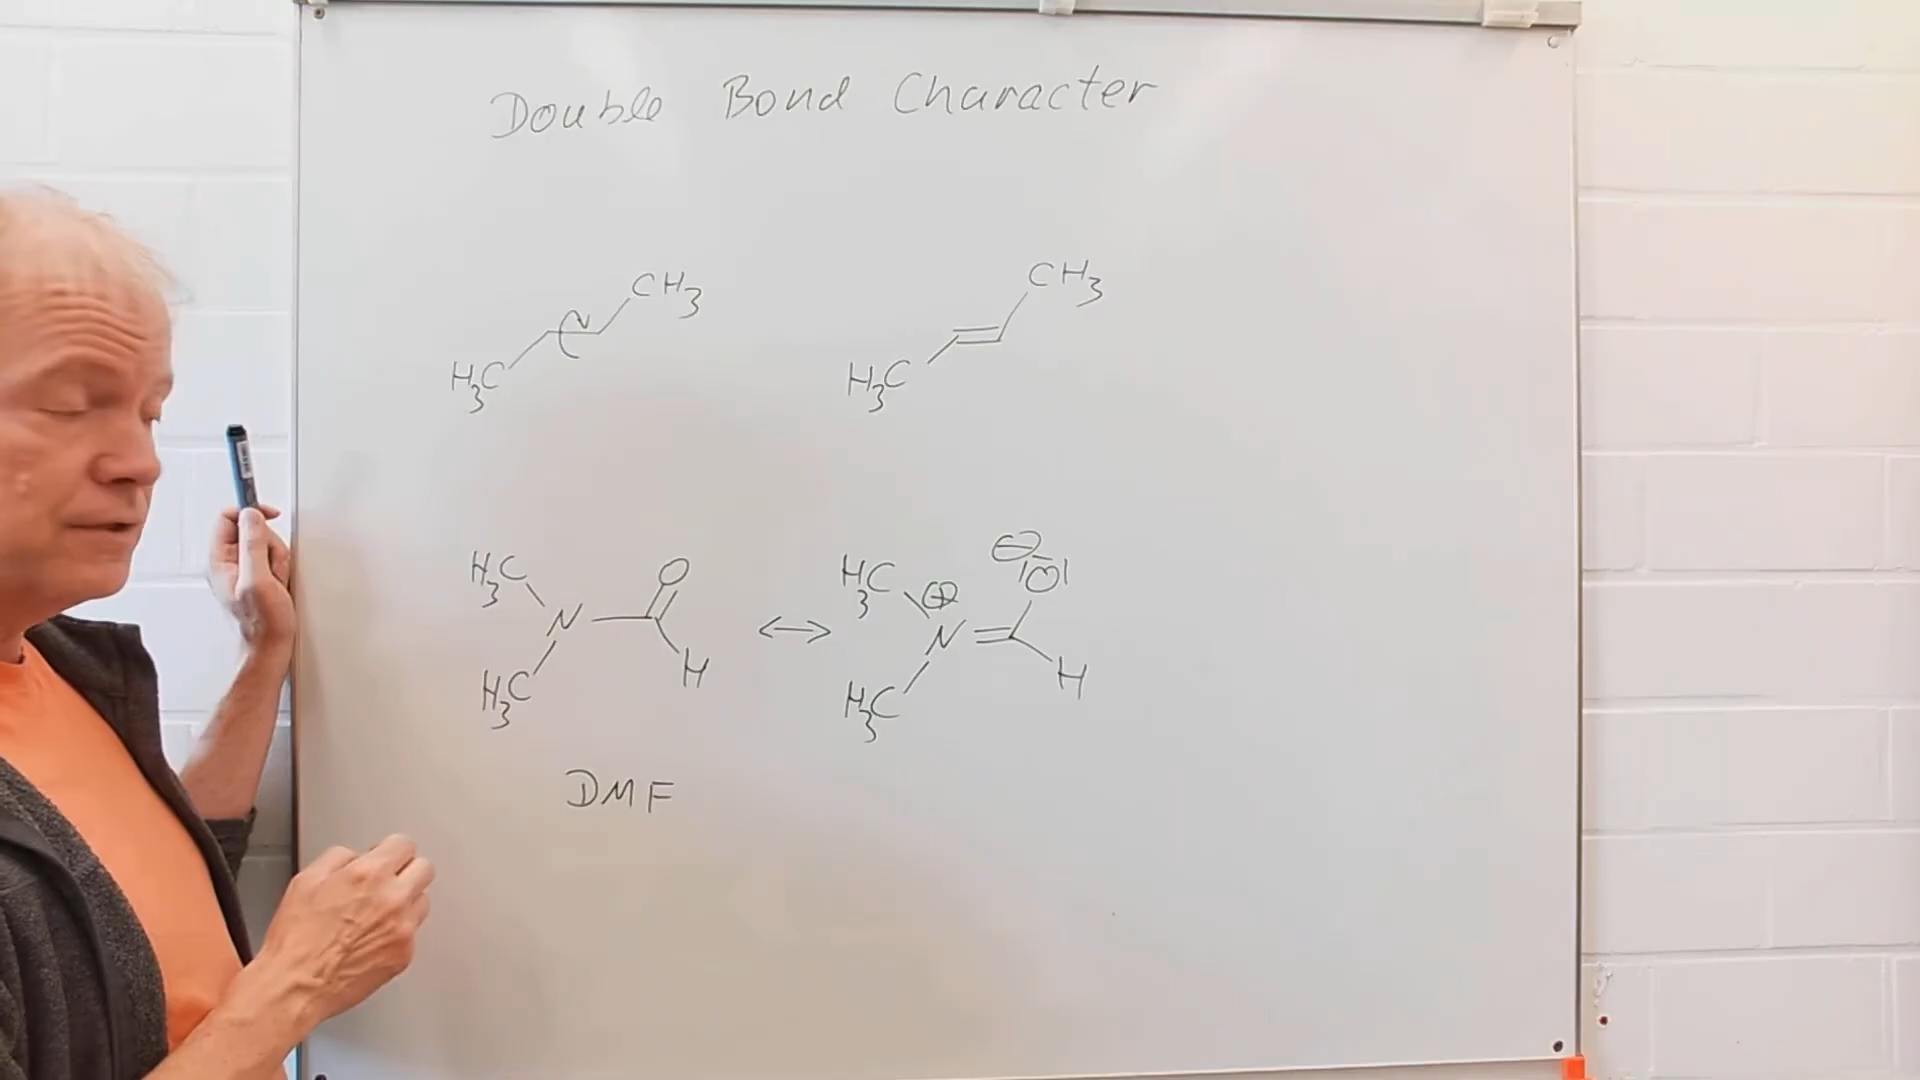 Double Bond Character
CH3
H3C
CH3
H3C
H3C
N
O
H
H3C
↔
H3C
⊕
N
⊖
O
H
H3C
DMF